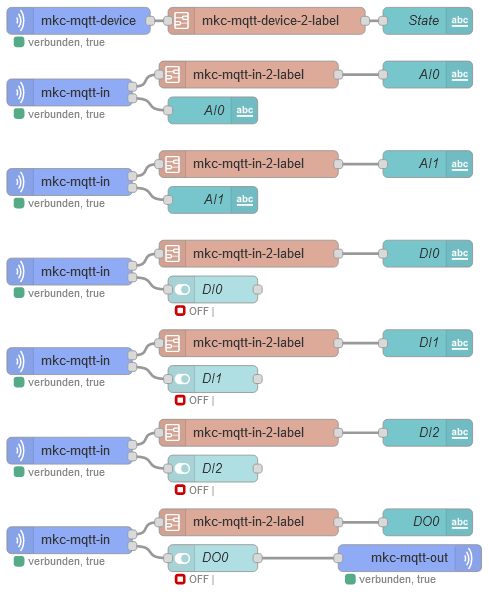 mkc-mqtt-device mkc-mqtt-device-2-label State abc
verbunden, true
mkc-mqtt-in-2-label AI0 abc
mkc-mqtt-in
AI0 abc
verbunden, true
mkc-mqtt-in-2-label AI1 abc
mkc-mqtt-in
AI1 abc
verbunden, true
mkc-mqtt-in-2-label DI0 abc
mkc-mqtt-in
DI0
verbunden, true
OFF |
mkc-mqtt-in-2-label DI1 abc
mkc-mqtt-in
DI1
verbunden, true
OFF |
mkc-mqtt-in-2-label DI2 abc
mkc-mqtt-in
DI2
verbunden, true
OFF |
mkc-mqtt-in-2-label DO0 abc
mkc-mqtt-in
DO0 mkc-mqtt-out
verbunden, true
OFF | verbunden, true